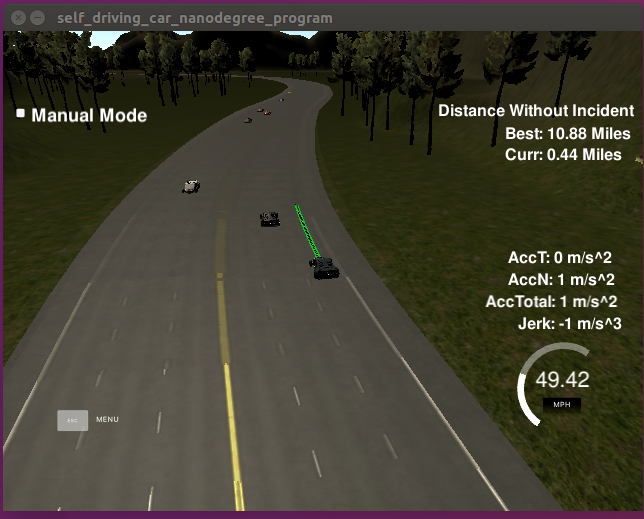 self_driving_car_nanodegree_program
Manual Mode
Distance Without Incident
Best: 10.88 Miles
Curr: 0.44 Miles
AccT: 0 m/s^2
AccN: 1 m/s^2
AccTotal: 1 m/s^2
Jerk: -1 m/s^3
49.42
MPH
ESC MENU